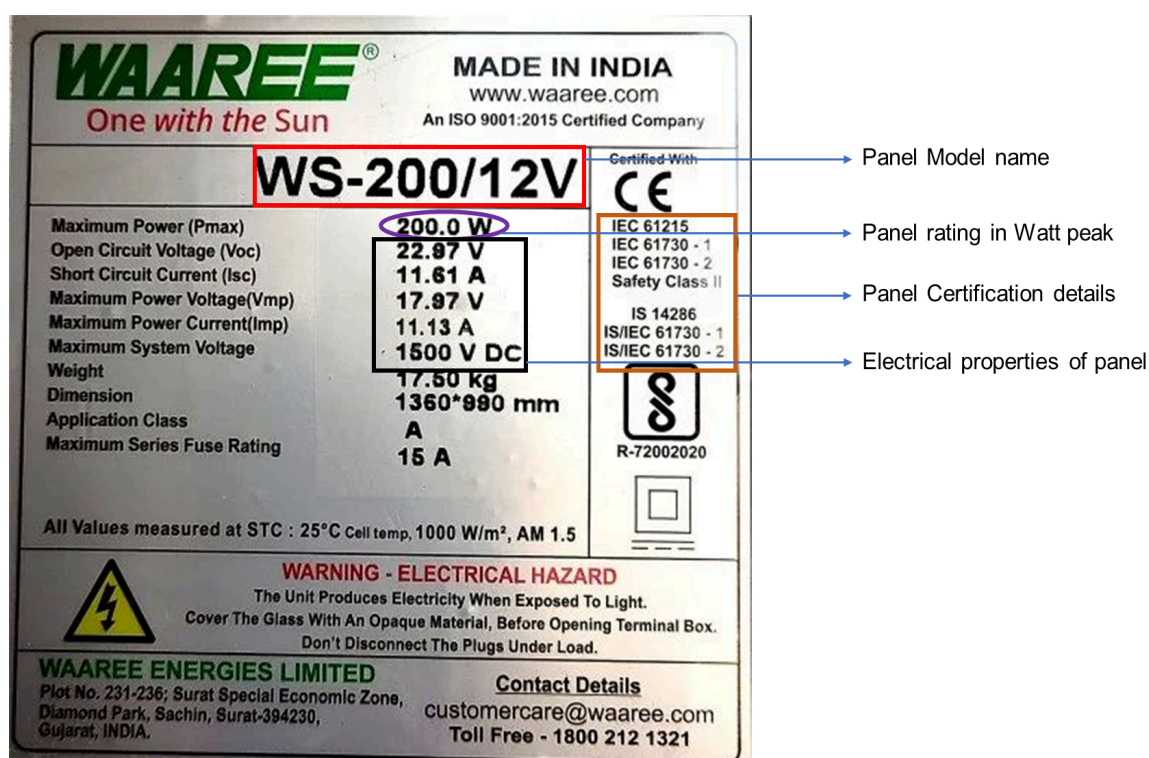 WAAREE®
One with the Sun
MADE IN INDIA
www.waaree.com
An ISO 9001:2015 Certified Company
WS-200/12V
Maximum Power (Pmax) 200.0 W
Open Circuit Voltage (Voc) 22.97 V
Short Circuit Current (Isc) 11.61 A
Maximum Power Voltage(Vmp) 17.97 V
Maximum Power Current(Imp) 11.13 A
Maximum System Voltage 1500 V DC
Weight 17.50 kg
Dimension 1360*990 mm
Application Class A
Maximum Series Fuse Rating 15 A
All Values measured at STC : 25°C Cell temp, 1000 W/m², AM 1.5
Certified With
CE
IEC 61215
IEC 61730 - 1
IEC 61730 - 2
Safety Class II
IS 14286
IS/IEC 61730 - 1
IS/IEC 61730 - 2
R-72002020
WARNING - ELECTRICAL HAZARD
The Unit Produces Electricity When Exposed To Light.
Cover The Glass With An Opaque Material, Before Opening Terminal Box.
Don't Disconnect The Plugs Under Load.
WAAREE ENERGIES LIMITED
Plot No. 231-236; Surat Special Economic Zone,
Diamond Park, Sachin, Surat-394230,
Gujarat, INDIA.
Contact Details
customercare@waaree.com
Toll Free - 1800 212 1321
Panel Model name
Panel rating in Watt peak
Panel Certification details
Electrical properties of panel